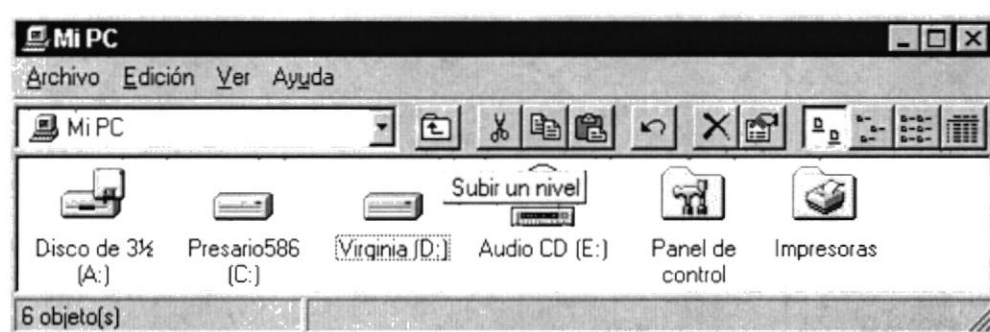 Mi PC
Archivo Edición Ver Ayuda
Mi PC
Subir un nivel
Disco de 3½ (A:)
Presario586 (C:)
Virginia (D:)
Audio CD (E:)
Panel de control
Impresoras
6 objeto(s)